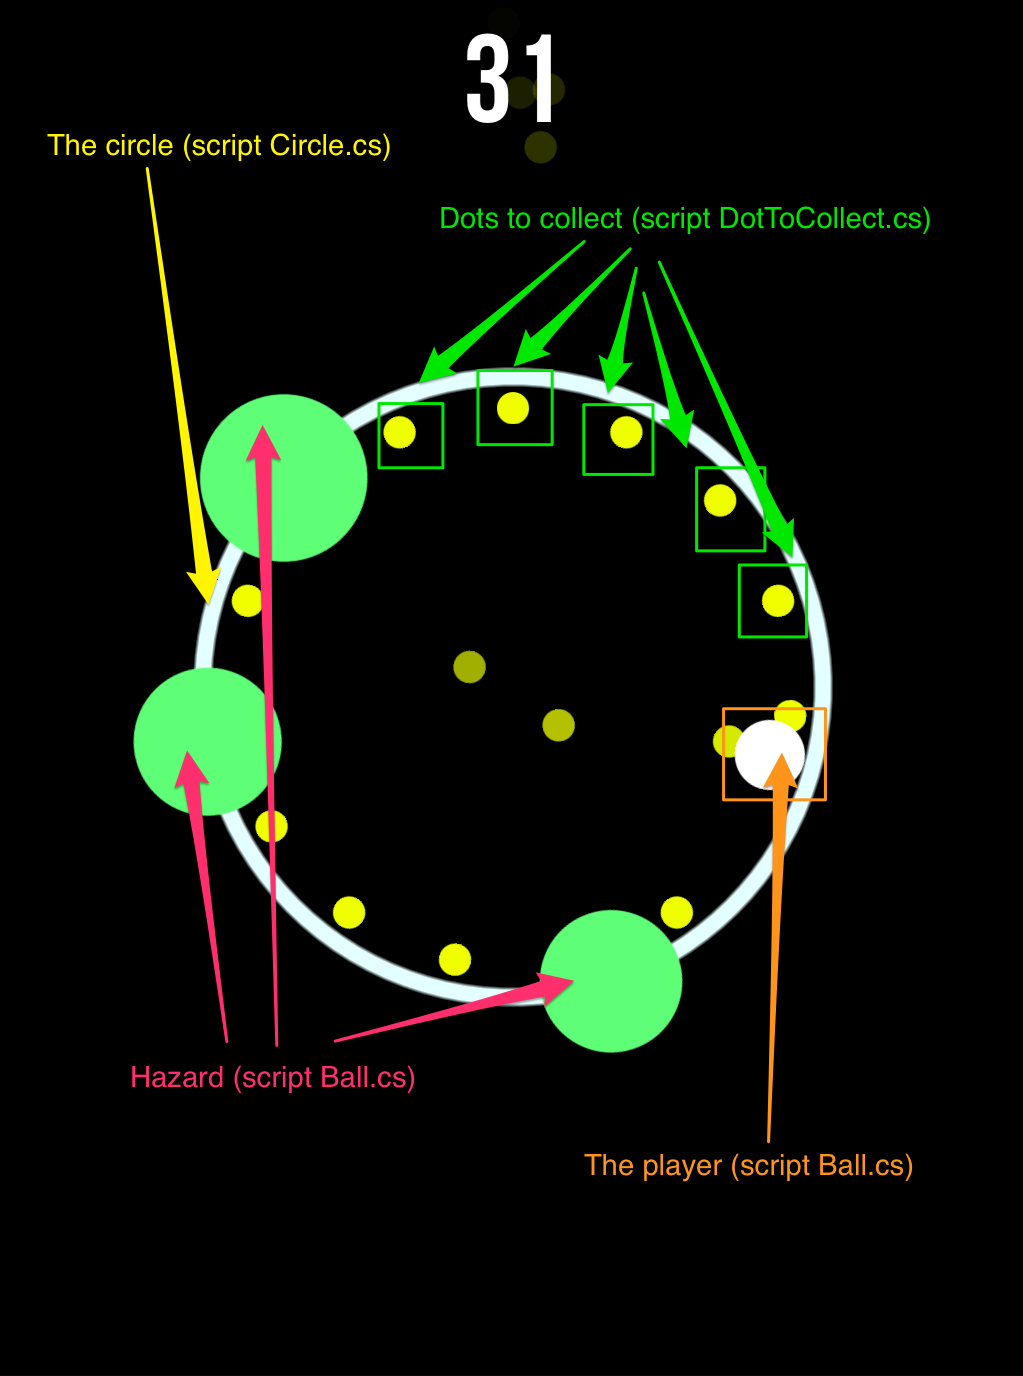 31
The circle (script Circle.cs)
Dots to collect (script DotToCollect.cs)
Hazard (script Ball.cs)
The player (script Ball.cs)